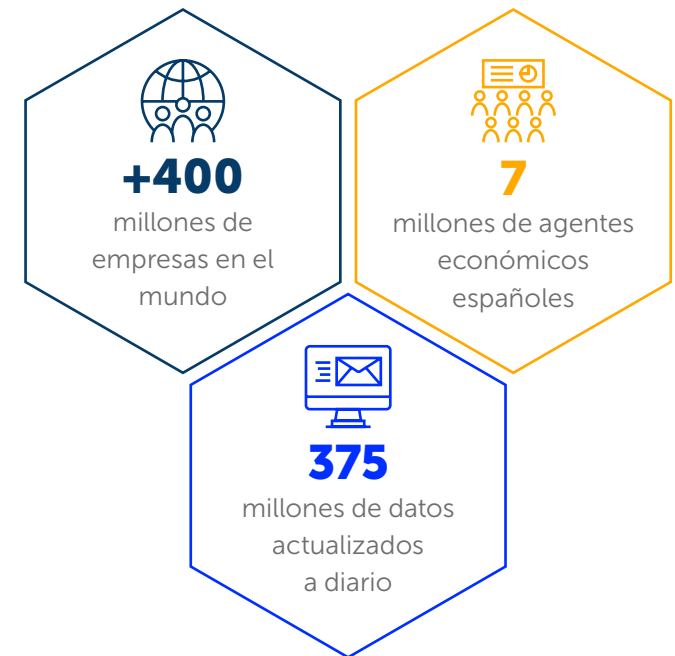 +400
millones de
empresas en el
mundo
7
millones de agentes
económicos
españoles
375
millones de datos
actualizados
a diario